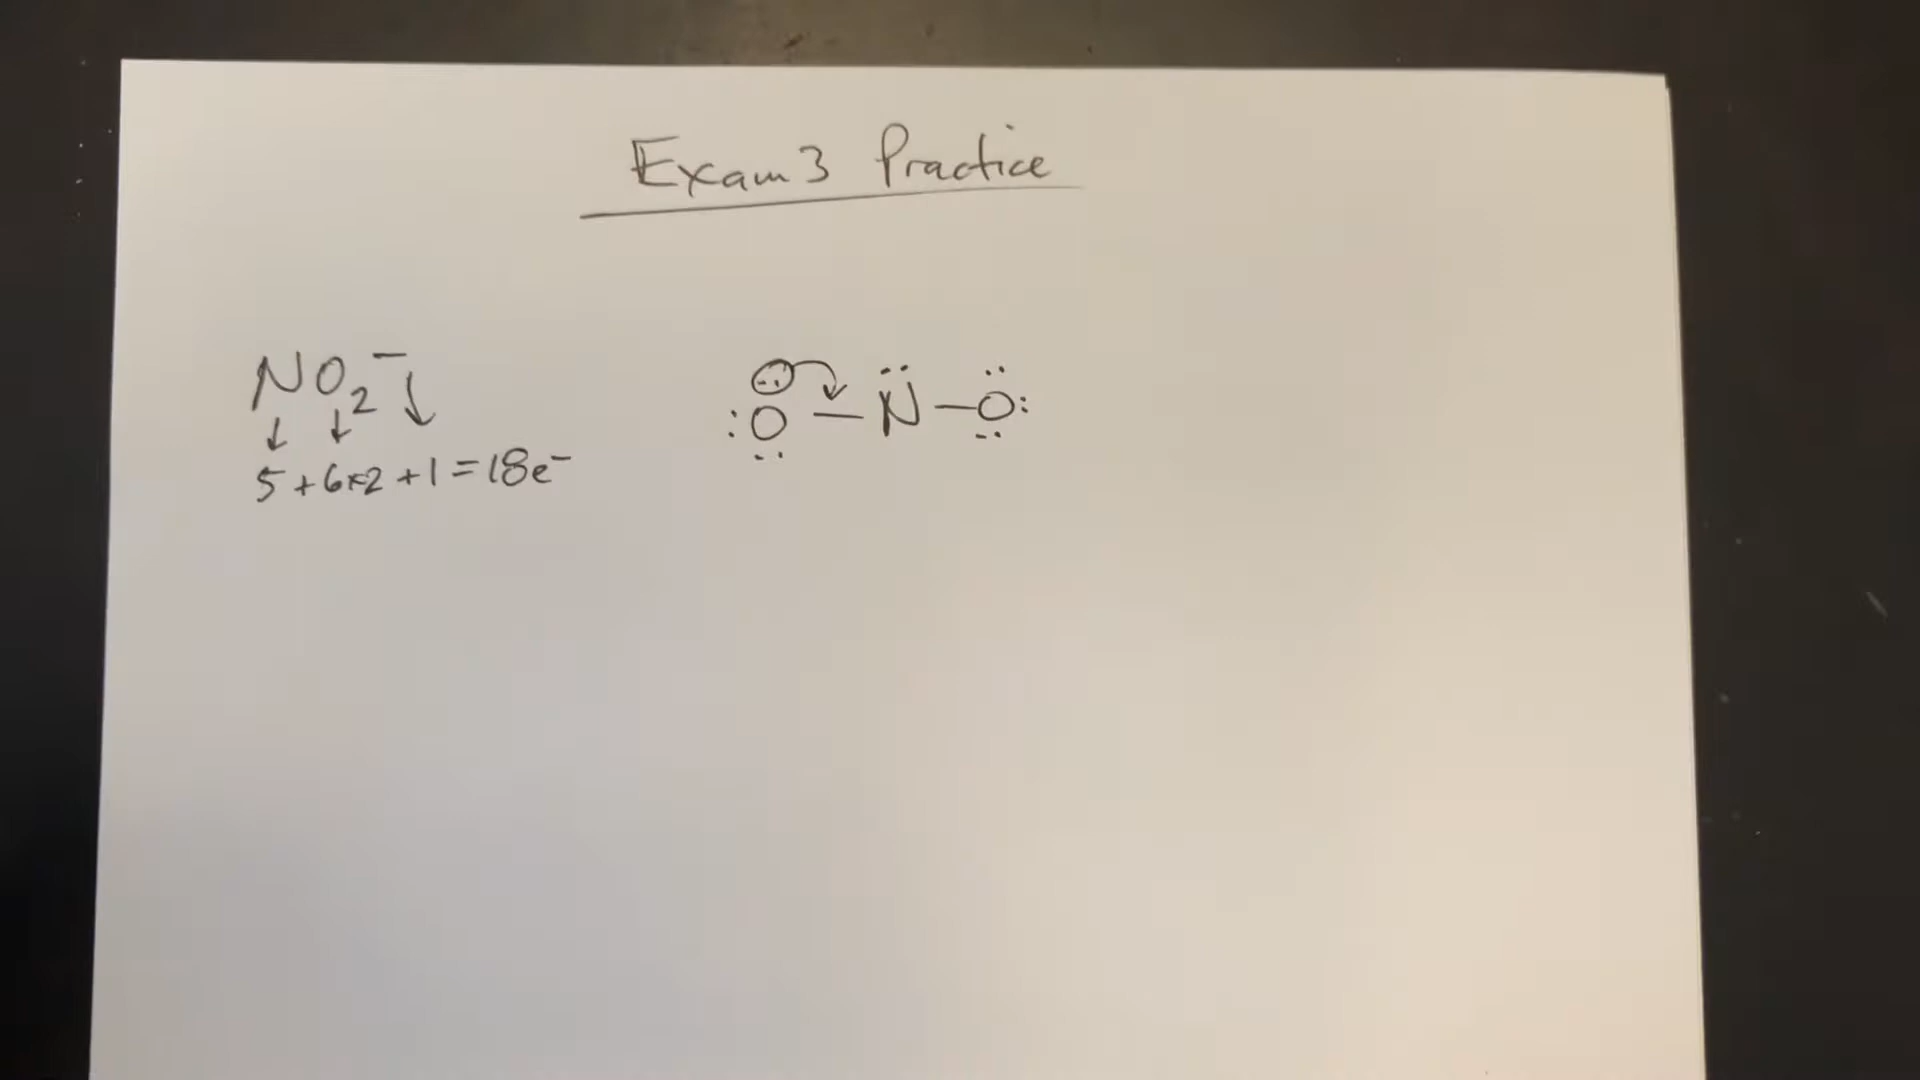 Exam 3 Practice
NO₂⁻
5 + 6×2 + 1 = 18e⁻
:O — N — O: